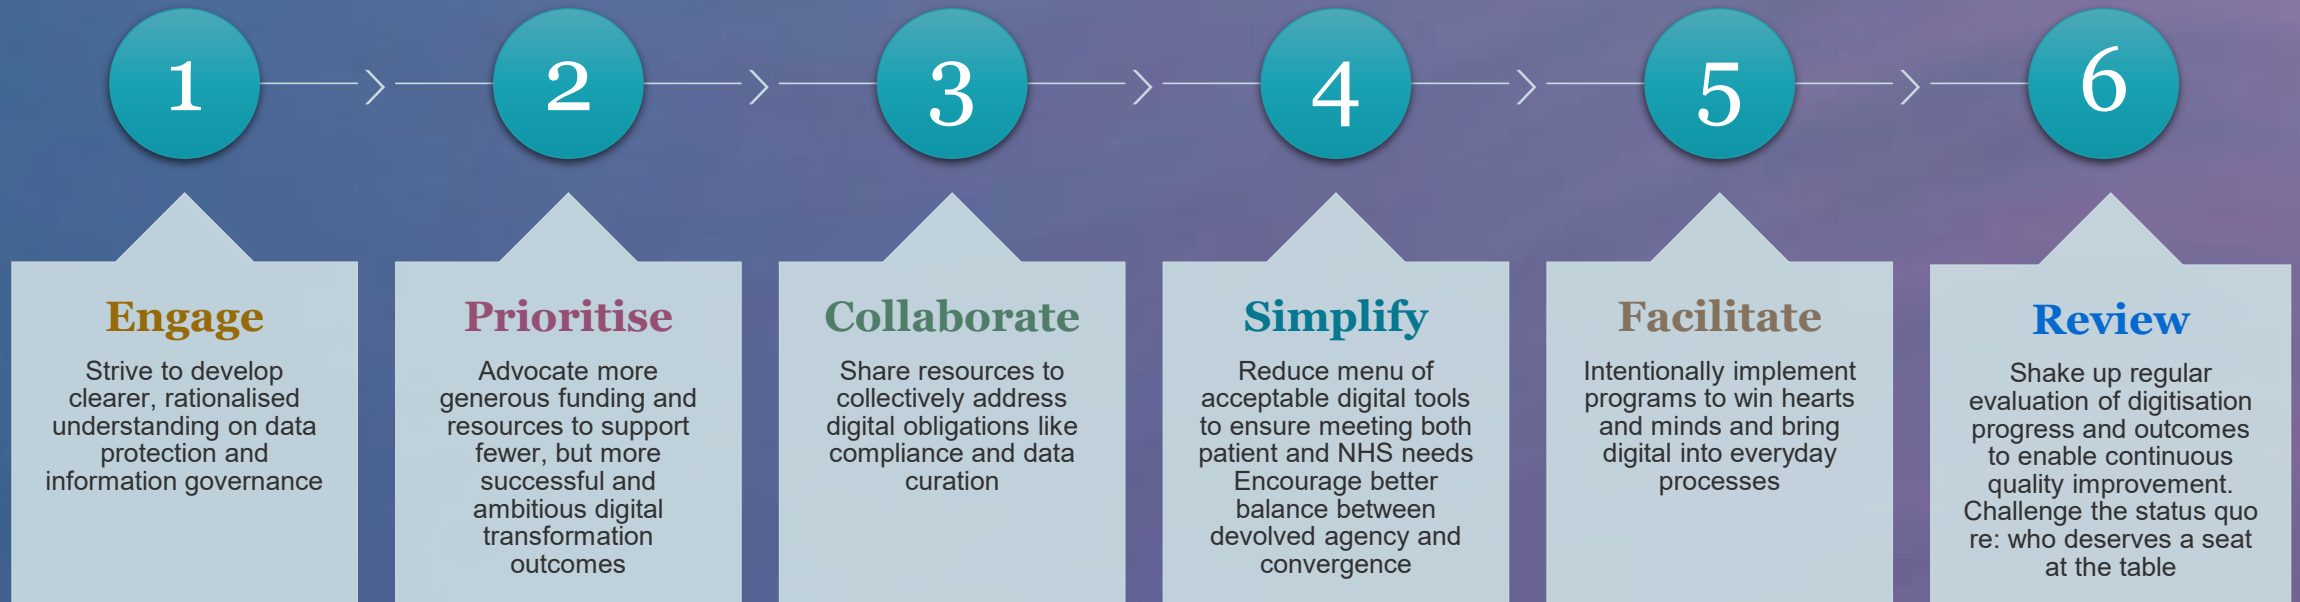 1
2
3
4
5
6
Engage
Strive to develop
clearer, rationalised
understanding on data
protection and
information governance
Prioritise
Advocate more
generous funding and
resources to support
fewer, but more
successful and
ambitious digital
transformation
outcomes
Collaborate
Share resources to
collectively address
digital obligations like
compliance and data
curation
Simplify
Reduce menu of
acceptable digital tools
to ensure meeting both
patient and NHS needs
Encourage better
balance between
devolved agency and
convergence
Facilitate
Intentionally implement
programs to win hearts
and minds and bring
digital into everyday
processes
Review
Shake up regular
evaluation of digitisation
progress and outcomes
to enable continuous
quality improvement.
Challenge the status quo
re: who deserves a seat
at the table